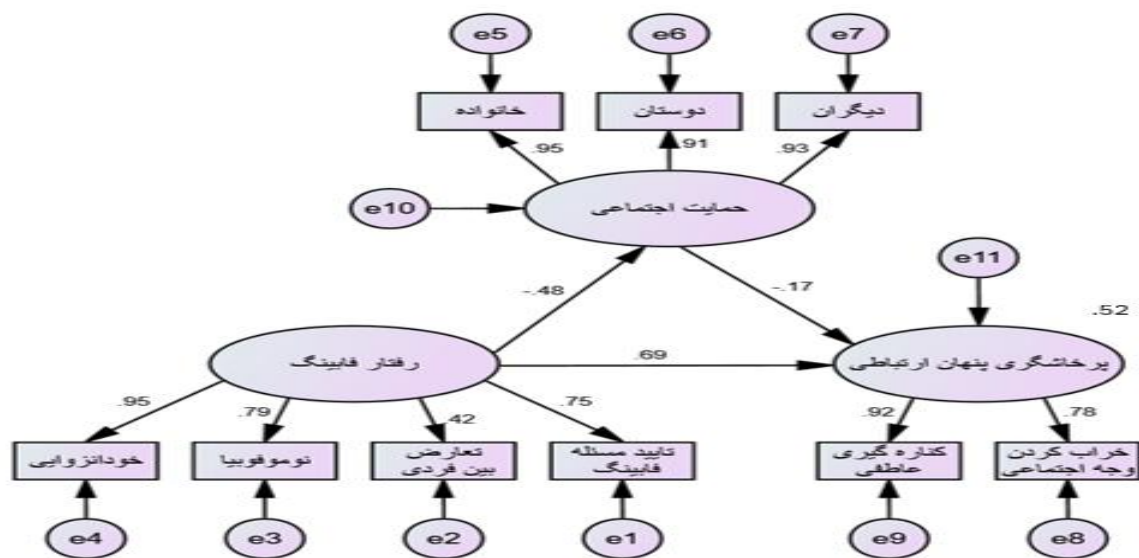 e5
e6
e7
خانواده
دوستان
دیگران
.95
.91
.93
e10
حمایت اجتماعی
e11
-.48
-.17
.52
رفتار فابینگ
.69
پرخاشگری پنهان ارتباطی
.95
.79
.42
.75
.92
.78
خودانزوایی
نوموفوبیا
تعارض
بین فردی
تایید مسئله
فابینگ
کناره گیری
عاطفی
خراب کردن
وجه اجتماعی
e4
e3
e2
e1
e9
e8